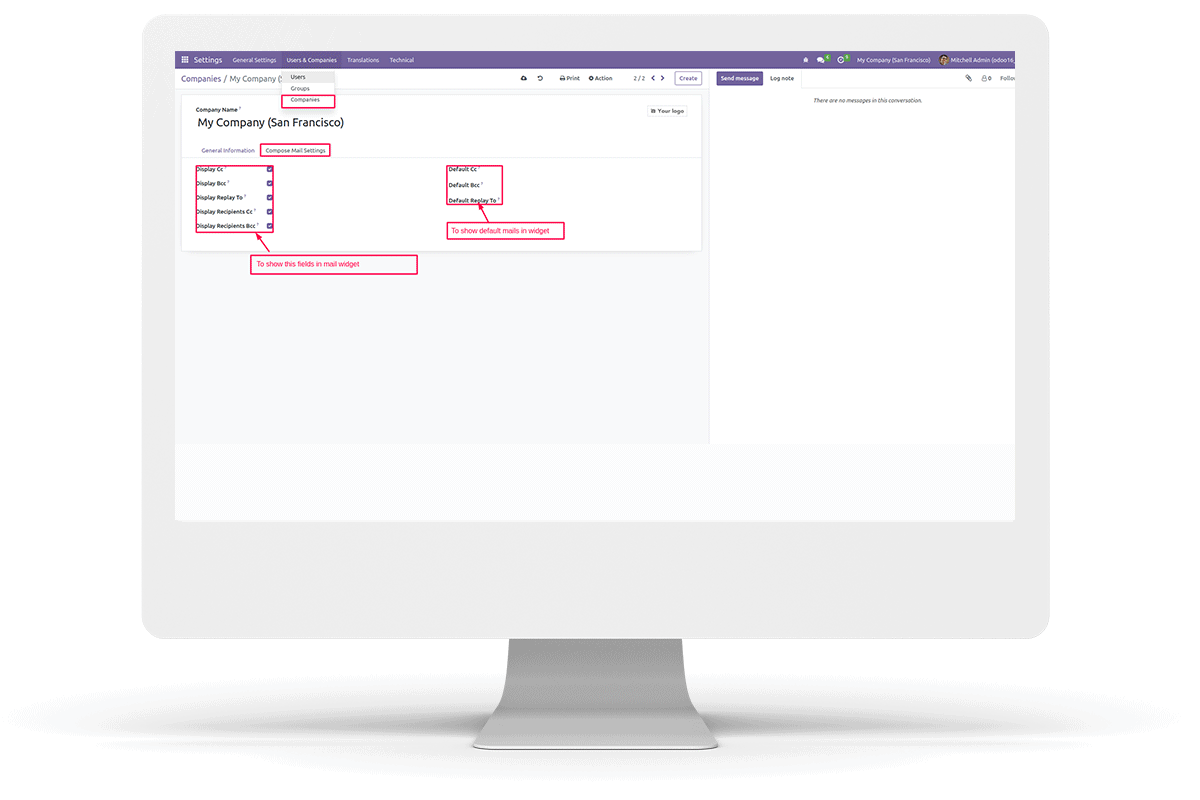 Settings General Settings Users & Companies Translations Technical My Company (San Francisco) Mitchell Admin (odoo16_
Companies / My Company (S Print Action 2 / 2 Create Send message Log note 0 Follow
Users
Groups
Companies
There are no messages in this conversation.
Company Name ?
Your logo
My Company (San Francisco)
General Information Compose Mail Settings
Display Cc ? Default Cc ?
Display Bcc ? Default Bcc ?
Display Replay To ? Default Replay To ?
Display Recipients Cc ?
Display Recipients Bcc ?
To show default mails in widget
To show this fields in mail widget